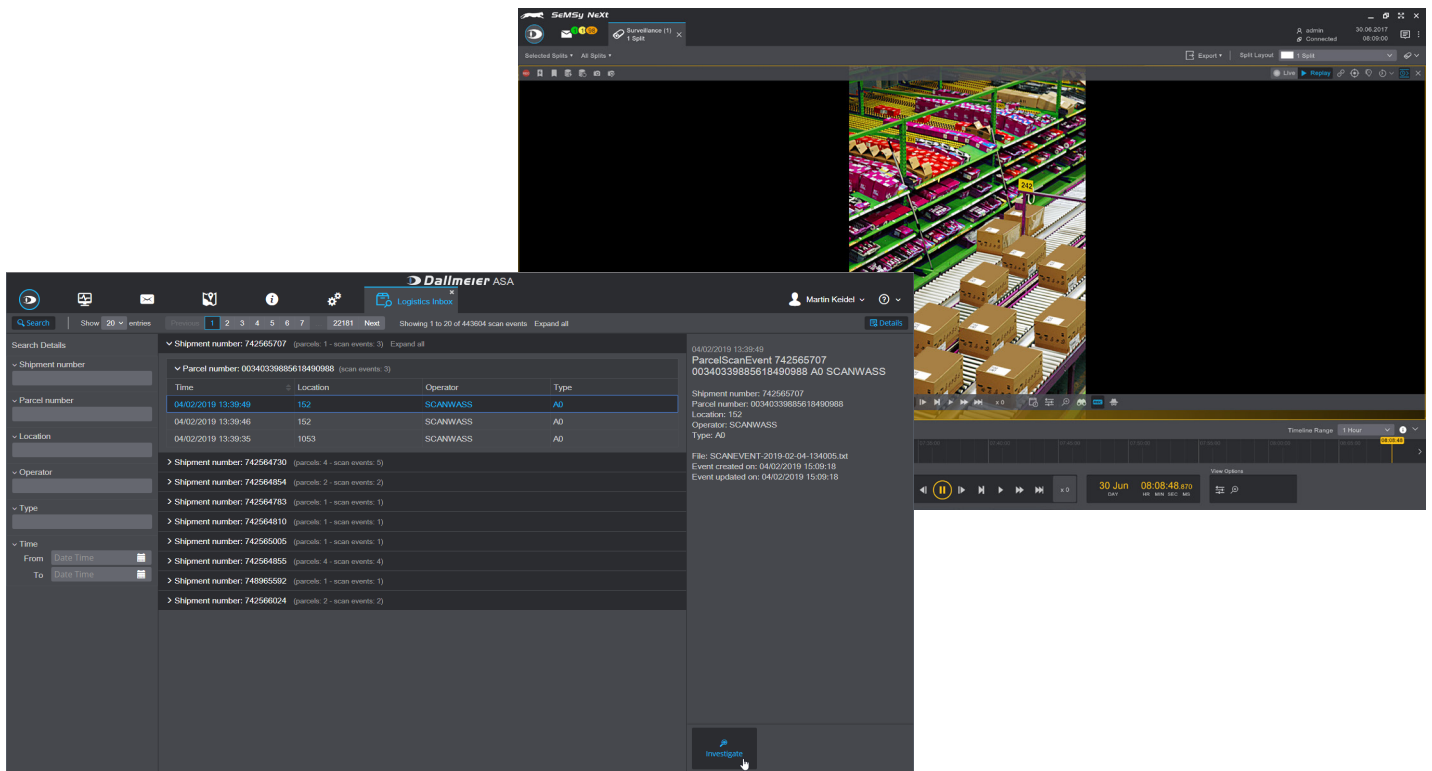 SeMSy NeXt
Surveillance (1)
1 Split
admin
Connected
30.06.2017
08:09:00
Selected Splits
All Splits
Export
Split Layout
1 Split
Live
Replay
242
x 0
Timeline Range
1 Hour
08:08:48
View Options
x 0
30 Jun
08:08:48.870
DAY
HR MIN SEC MS
Dallmeier ASA
Logistics Inbox
Martin Keidel
Search
Show 20 entries
Previous 1 2 3 4 5 6 7 22181 Next
Showing 1 to 20 of 443604 scan events Expand all
Details
Search Details
Shipment number
Parcel number
Location
Operator
Type
Time
From Date Time
To Date Time
Shipment number: 742565707 (parcels: 1 - scan events: 3) Expand all
Parcel number: 00340339885618490988 (scan events: 3)
Time Location Operator Type
04/02/2019 13:39:49 152 SCANWASS A0
04/02/2019 13:39:46 152 SCANWASS A0
04/02/2019 13:39:35 1053 SCANWASS A0
Shipment number: 742564730 (parcels: 4 - scan events: 5)
Shipment number: 742564854 (parcels: 2 - scan events: 2)
Shipment number: 742564783 (parcels: 1 - scan events: 1)
Shipment number: 742564810 (parcels: 1 - scan events: 1)
Shipment number: 742565005 (parcels: 1 - scan events: 1)
Shipment number: 742564855 (parcels: 4 - scan events: 4)
Shipment number: 748965592 (parcels: 1 - scan events: 1)
Shipment number: 742566024 (parcels: 2 - scan events: 2)
04/02/2019 13:39:49
ParcelScanEvent 742565707
00340339885618490988 A0 SCANWASS
Shipment number: 742565707
Parcel number: 00340339885618490988
Location: 152
Operator: SCANWASS
Type: A0
File: SCANEVENT-2019-02-04-134005.txt
Event created on: 04/02/2019 15:09:18
Event updated on: 04/02/2019 15:09:18
Investigate